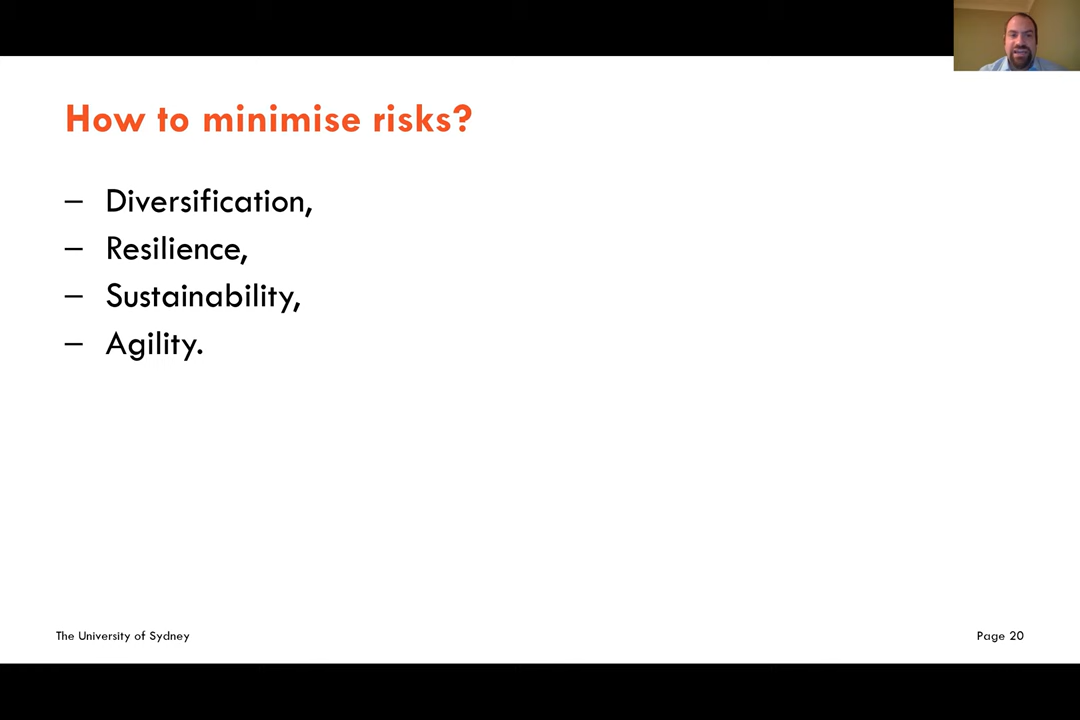 How to minimise risks?
– Diversification,
– Resilience,
– Sustainability,
– Agility.
The University of Sydney
Page 20